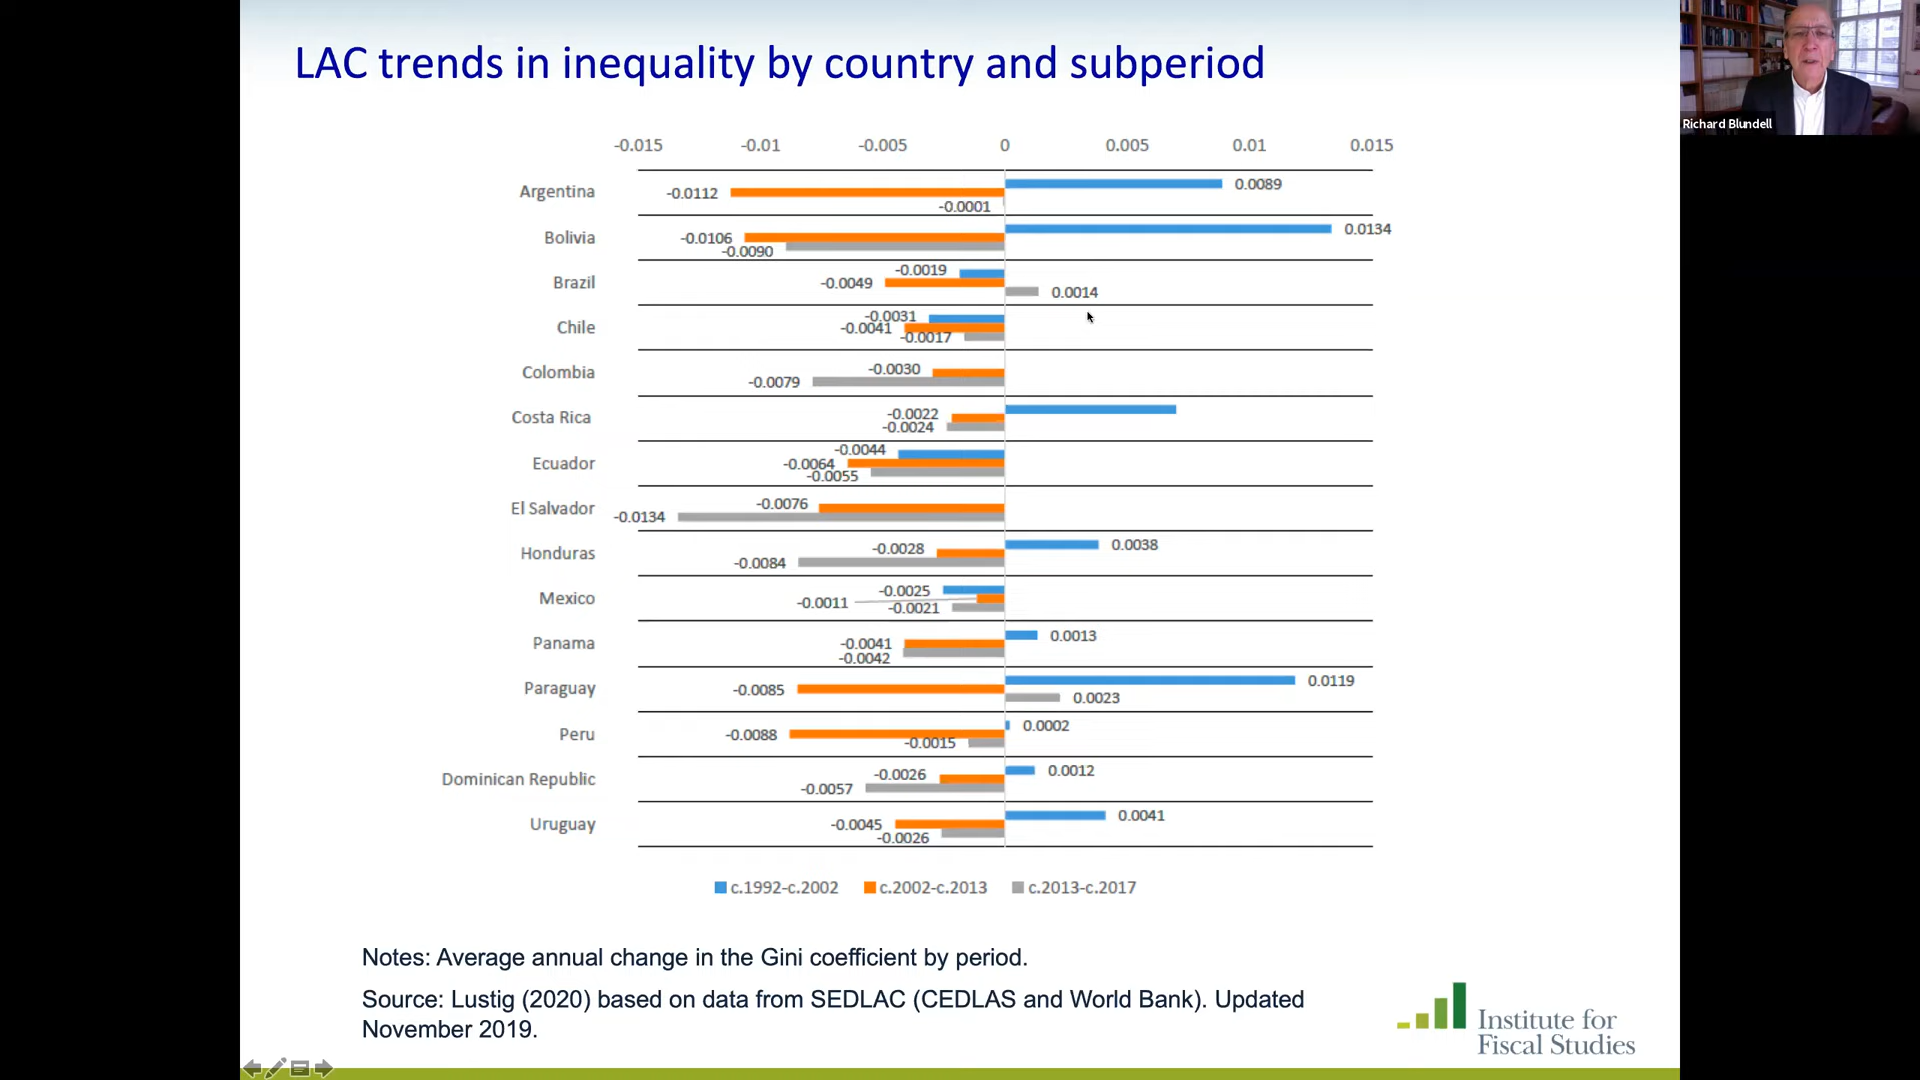 LAC trends in inequality by country and subperiod
Richard Blundell
-0.015 -0.01 -0.005 0 0.005 0.01 0.015
Argentina -0.0112 -0.0001 0.0089
Bolivia -0.0106 -0.0090 0.0134
Brazil -0.0019 -0.0049 0.0014
Chile -0.0031 -0.0041 -0.0017
Colombia -0.0030 -0.0079
Costa Rica -0.0022 -0.0024
Ecuador -0.0044 -0.0064 -0.0055
El Salvador -0.0076 -0.0134
Honduras -0.0028 -0.0084 0.0038
Mexico -0.0025 -0.0011 -0.0021
Panama -0.0041 -0.0042 0.0013
Paraguay -0.0085 0.0119 0.0023
Peru -0.0088 -0.0015 0.0002
Dominican Republic -0.0026 -0.0057 0.0012
Uruguay -0.0045 -0.0026 0.0041
c.1992-c.2002 c.2002-c.2013 c.2013-c.2017
Notes: Average annual change in the Gini coefficient by period.
Source: Lustig (2020) based on data from SEDLAC (CEDLAS and World Bank). Updated
November 2019.
Institute for
Fiscal Studies